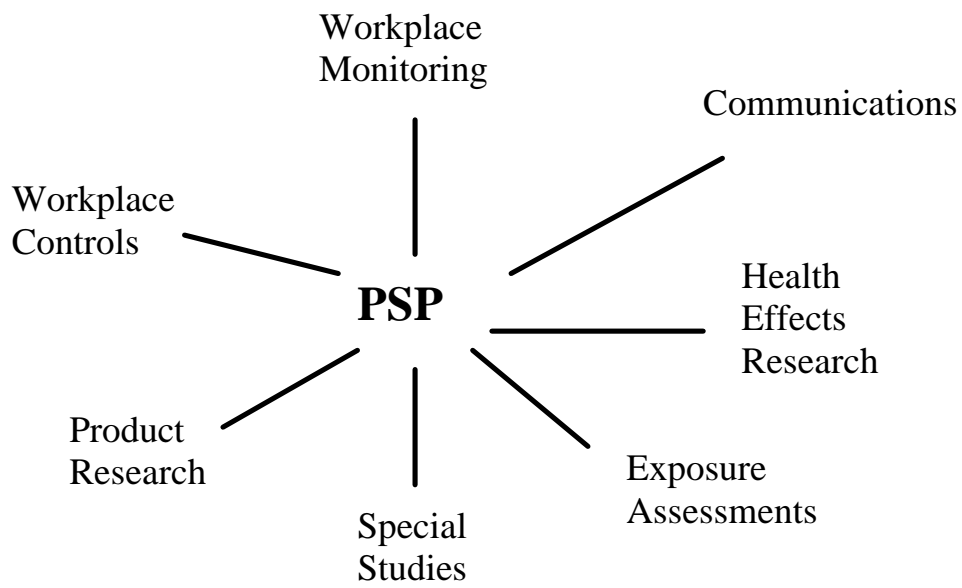 Workplace
Monitoring
Communications
Workplace
Controls
PSP
Health
Effects
Research
Product
Research
Exposure
Assessments
Special
Studies